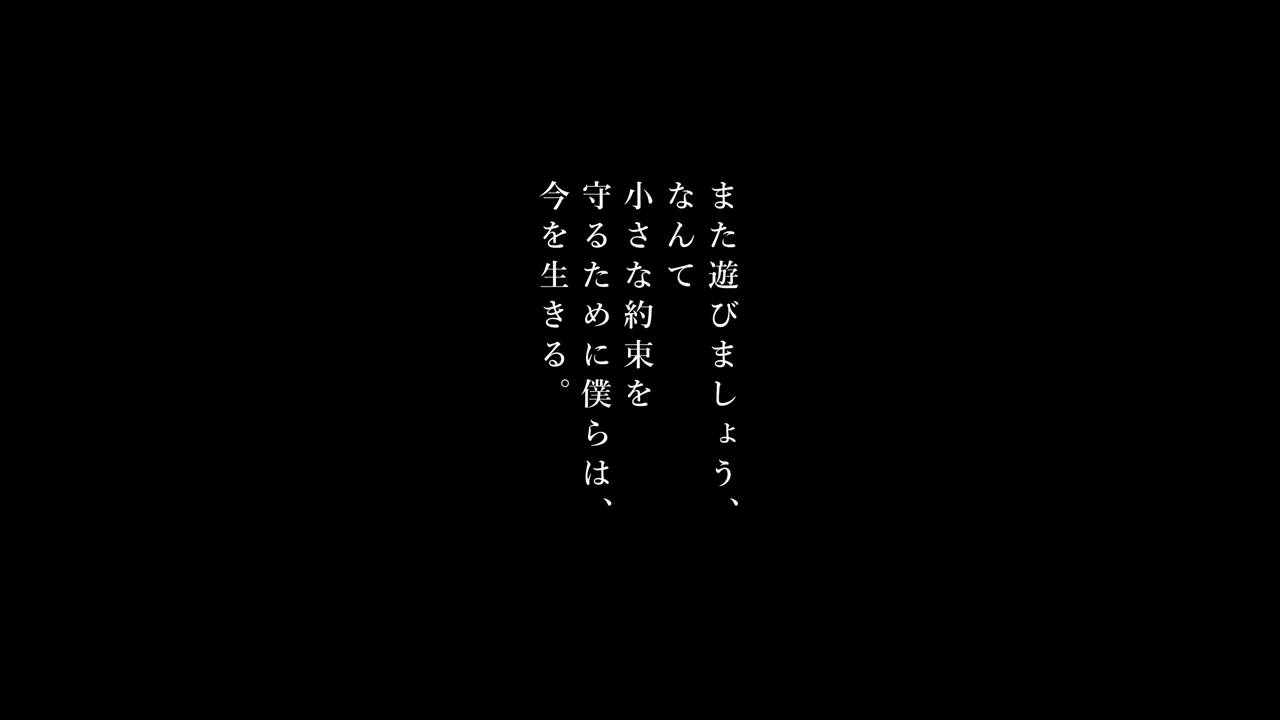 また遊びましょう、
なんて
小さな約束を
守るために僕らは、
今を生きる。